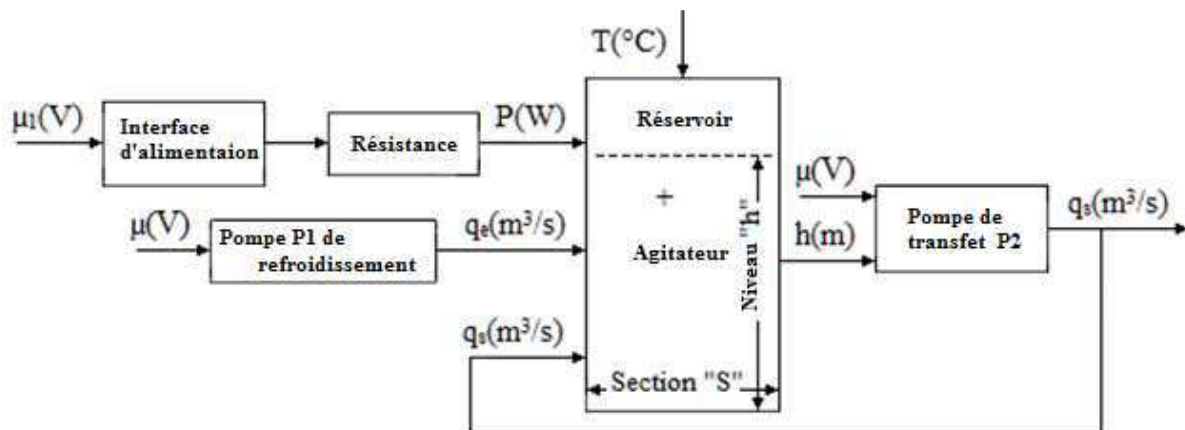 T(°C)
μ1(V)
Interface
d'alimentaion
Résistance
P(W)
Réservoir
+
Agitateur
Niveau "h"
μ(V)
Pompe P1 de
refroidissement
qe(m³/s)
μ(V)
h(m)
Pompe de
transfet P2
qs(m³/s)
qs(m³/s)
Section "S"